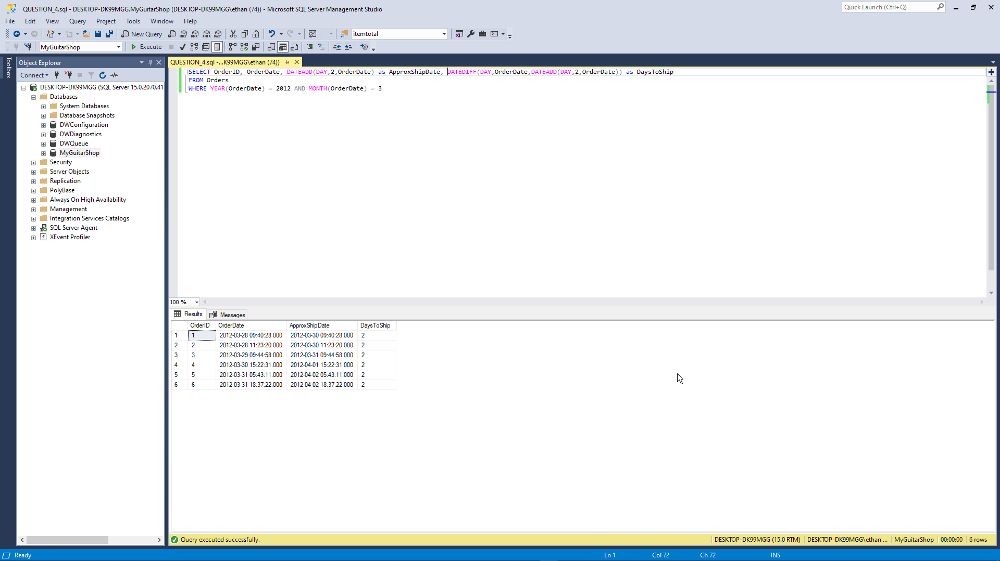 QUESTION_4.sql - DESKTOP-DK99MGG.MyGuitarShop (DESKTOP-DK99MGG\ethan (74)) - Microsoft SQL Server Management Studio
Quick Launch (Ctrl+Q)
File Edit View Query Project Tools Window Help
New Query
MDX DMX XMLA DAX
itemtotal
MyGuitarShop
Execute
Toolbox
Object Explorer
QUESTION_4.sql -...K99MGG\ethan (74))
Connect
DESKTOP-DK99MGG (SQL Server 15.0.2070.41
Databases
System Databases
Database Snapshots
DWConfiguration
DWDiagnostics
DWQueue
MyGuitarShop
Security
Server Objects
Replication
PolyBase
Always On High Availability
Management
Integration Services Catalogs
SQL Server Agent
XEvent Profiler
SELECT OrderID, OrderDate, DATEADD(DAY,2,OrderDate) as ApproxShipDate, DATEDIFF(DAY,OrderDate,DATEADD(DAY,2,OrderDate)) as DaysToShip
FROM Orders
WHERE YEAR(OrderDate) = 2012 AND MONTH(OrderDate) = 3
100 %
Results Messages
OrderID OrderDate ApproxShipDate DaysToShip
1 1 2012-03-28 09:40:28.000 2012-03-30 09:40:28.000 2
2 2 2012-03-28 11:23:20.000 2012-03-30 11:23:20.000 2
3 3 2012-03-29 09:44:58.000 2012-03-31 09:44:58.000 2
4 4 2012-03-30 15:22:31.000 2012-04-01 15:22:31.000 2
5 5 2012-03-31 05:43:11.000 2012-04-02 05:43:11.000 2
6 6 2012-03-31 18:37:22.000 2012-04-02 18:37:22.000 2
Query executed successfully.
DESKTOP-DK99MGG (15.0 RTM) DESKTOP-DK99MGG\ethan ... MyGuitarShop 00:00:00 6 rows
Ready Ln 1 Col 72 Ch 72 INS